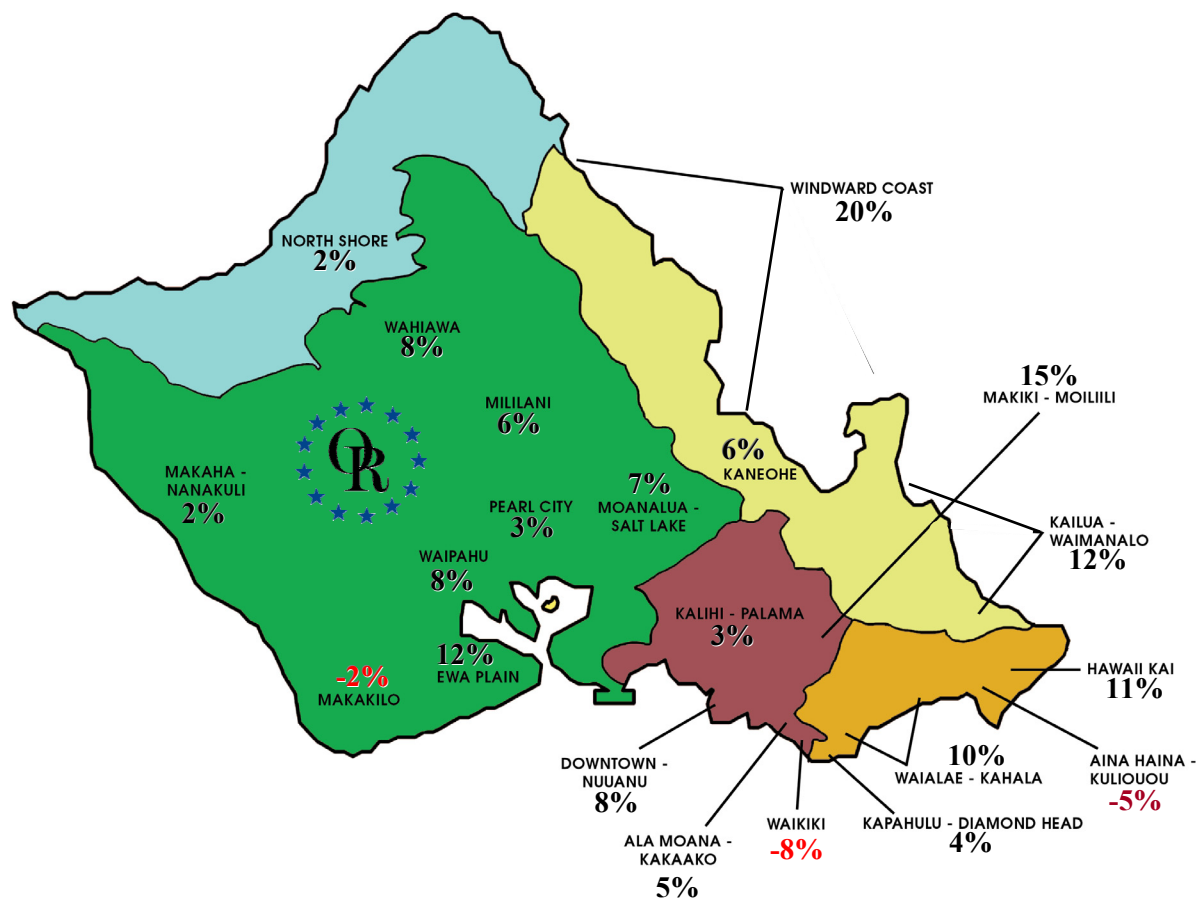 WINDWARD COAST
20%
NORTH SHORE
2%
WAHIAWA
8%
15%
MAKIKI - MOILIILI
MILILANI
6%
6%
KANEOHE
OR
MAKAHA -
NANAKULI
2%
7%
MOANALUA -
SALT LAKE
PEARL CITY
3%
KAILUA -
WAIMANALO
12%
WAIPAHU
8%
KALIHI - PALAMA
3%
12%
EWA PLAIN
-2%
MAKAKILO
HAWAII KAI
11%
DOWNTOWN -
NUUANU
8%
10%
WAIALAE - KAHALA
AINA HAINA -
KULIOUOU
-5%
ALA MOANA -
KAKAAKO
5%
WAIKIKI
-8%
KAPAHULU - DIAMOND HEAD
4%